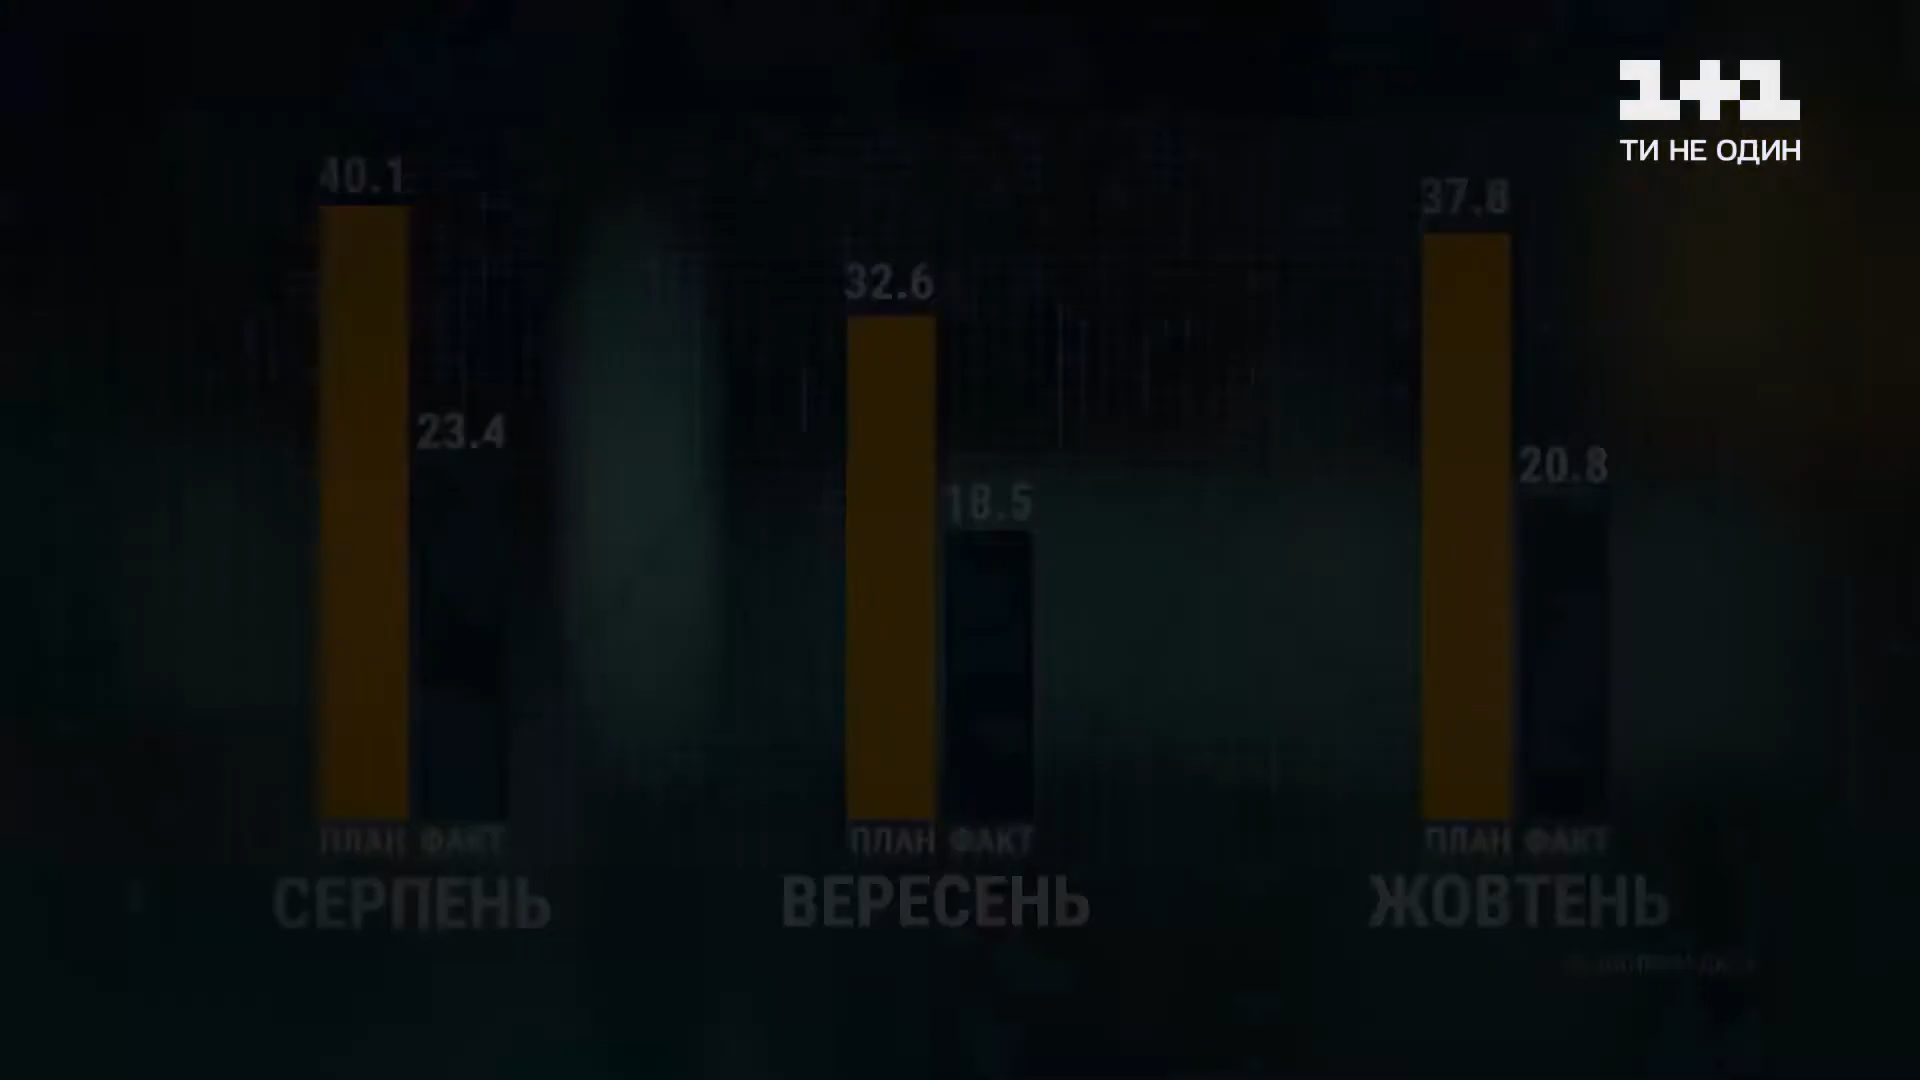 1+1
ТИ НЕ ОДИН
40.1
23.4
32.6
18.5
37.8
20.8
ПЛАН ФАКТ
ПЛАН ФАКТ
ПЛАН ФАКТ
СЕРПЕНЬ
ВЕРЕСЕНЬ
ЖОВТЕНЬ